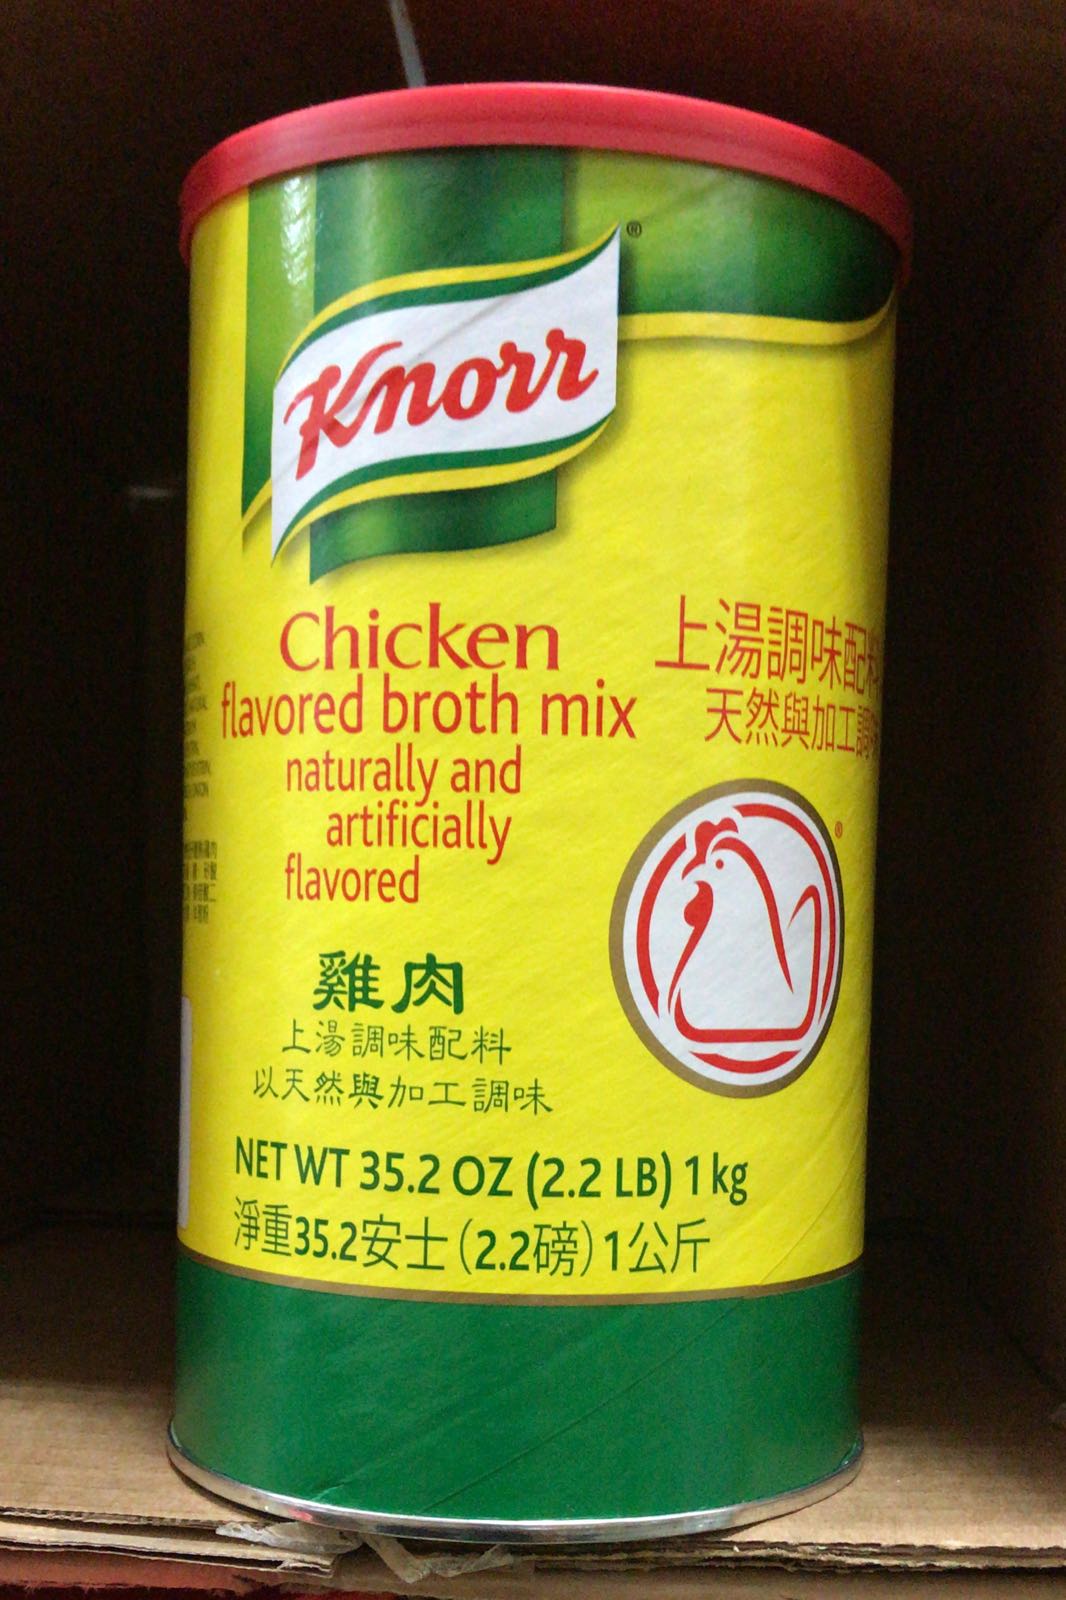 Knorr®
Chicken
flavored broth mix
naturally and
artificially
flavored
上湯調味配料
天然與加工調味
®
雞肉
上湯調味配料
以天然與加工調味
NET WT 35.2 OZ (2.2 LB) 1 kg
淨重35.2安士(2.2磅)1公斤